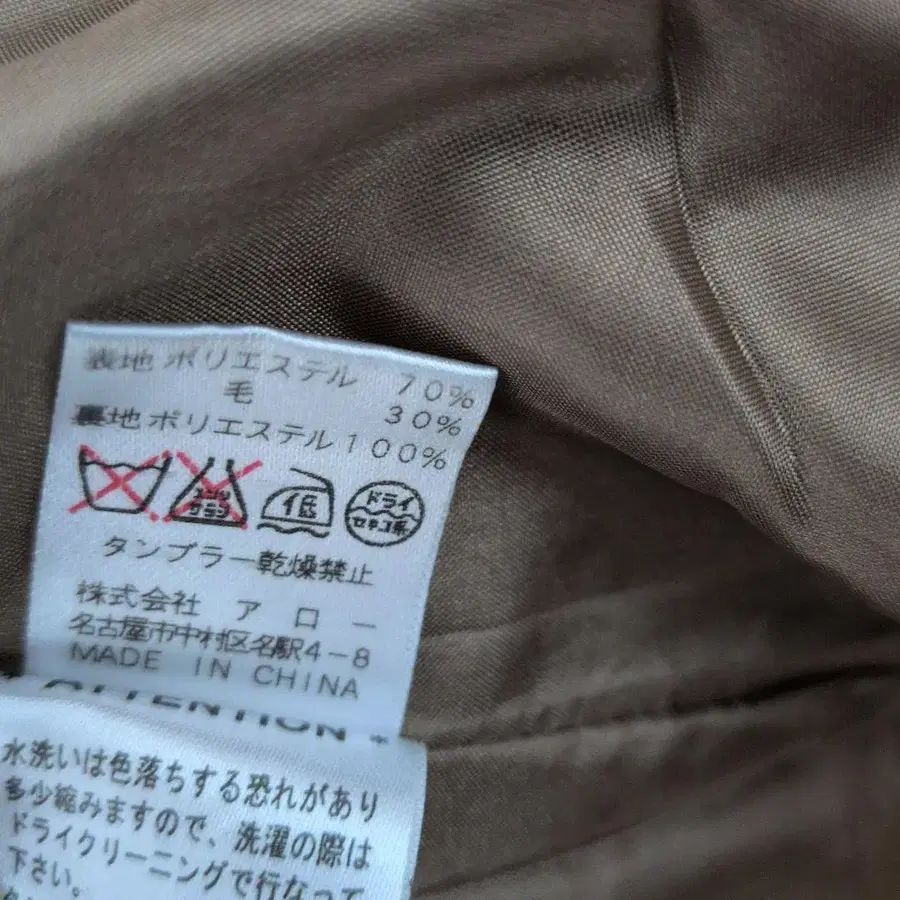 表地 ポリエステル 70%
毛 30%
裏地 ポリエステル 100%
エンソ サラシ
低
ドライ セキユ系
タンブラー乾燥禁止
株式会社 アロー
名古屋市中村区名駅4-8
MADE IN CHINA
ATTENTION
水洗いは色落ちする恐れがあり
多少縮みますので、洗濯の際は
ドライクリーニングで行なって
下さい。